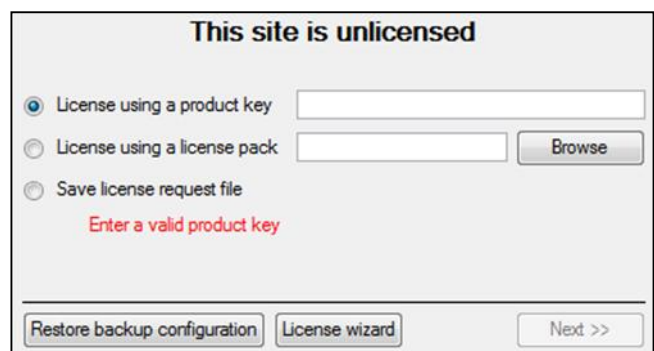 This site is unlicensed
License using a product key
License using a license pack Browse
Save license request file
Enter a valid product key
Restore backup configuration License wizard Next >>